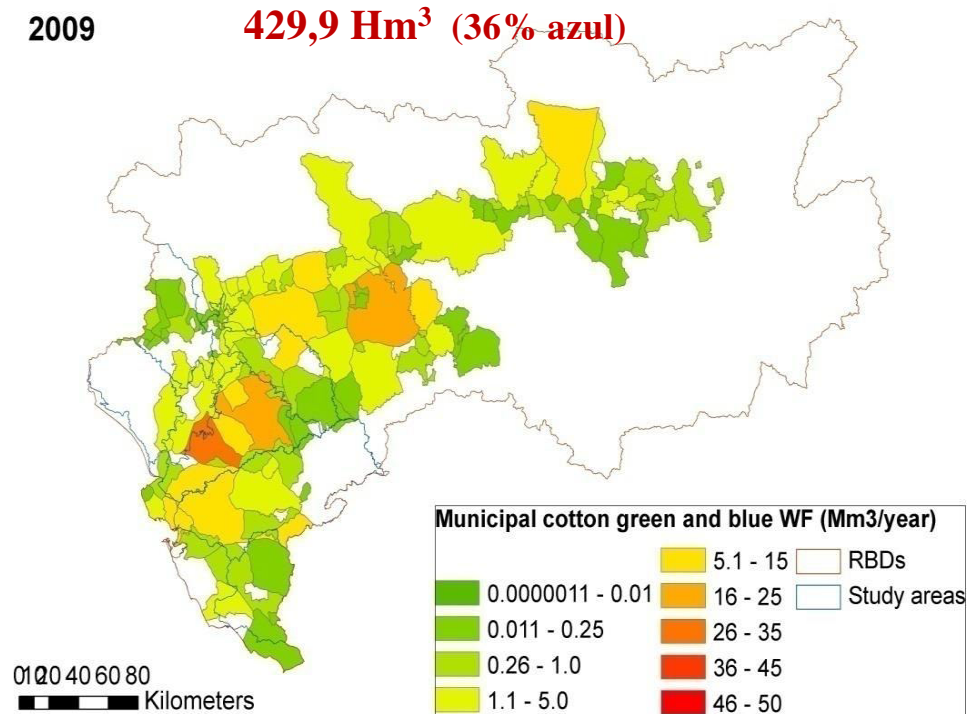 2009
429,9 Hm³ (36% azul)
Municipal cotton green and blue WF (Mm3/year)
0.0000011 - 0.01
0.011 - 0.25
0.26 - 1.0
1.1 - 5.0
5.1 - 15
16 - 25
26 - 35
36 - 45
46 - 50
RBDs
Study areas
0 10 20 40 60 80
Kilometers